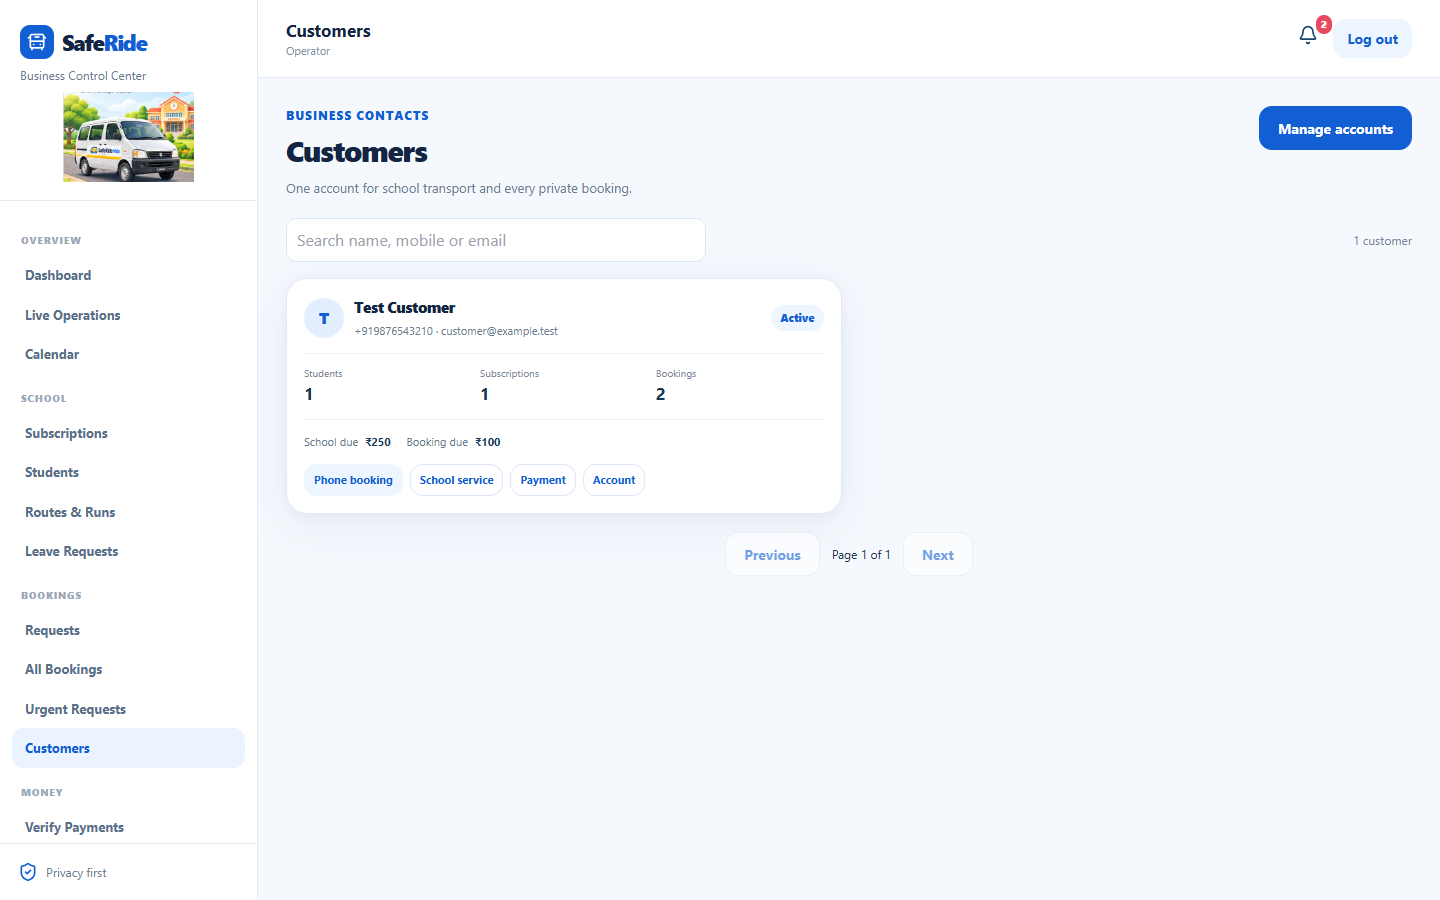 SafeRide
Business Control Center
OVERVIEW
Dashboard
Live Operations
Calendar
SCHOOL
Subscriptions
Students
Routes & Runs
Leave Requests
BOOKINGS
Requests
All Bookings
Urgent Requests
Customers
MONEY
Verify Payments
Privacy first
Customers
Operator
2
Log out
BUSINESS CONTACTS
Customers
One account for school transport and every private booking.
Manage accounts
Search name, mobile or email
1 customer
T
Test Customer
+919876543210 · customer@example.test
Active
Students
1
Subscriptions
1
Bookings
2
School due ₹250 Booking due ₹100
Phone booking School service Payment Account
Previous Page 1 of 1 Next